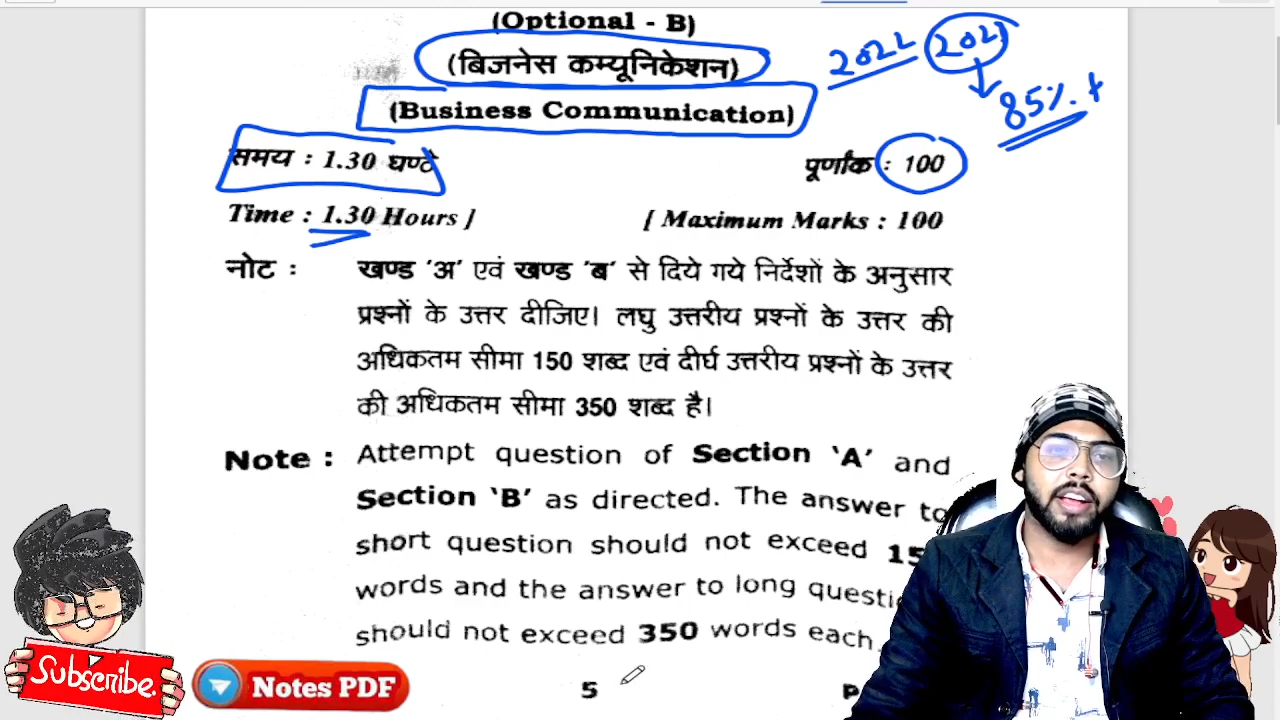 (Optional - B)
(बिजनेस कम्यूनिकेशन)
2022 2021
(Business Communication)
85% +
समय : 1.30 घण्टे
पूर्णांक : 100
Time : 1.30 Hours ]
[ Maximum Marks : 100
नोट :
खण्ड 'अ' एवं खण्ड 'ब' से दिये गये निर्देशों के अनुसार
प्रश्नों के उत्तर दीजिए। लघु उत्तरीय प्रश्नों के उत्तर की
अधिकतम सीमा 150 शब्द एवं दीर्घ उत्तरीय प्रश्नों के उत्तर
की अधिकतम सीमा 350 शब्द है।
Note :
Attempt question of Section 'A' and
Section 'B' as directed. The answer to
short question should not exceed
words and the answer to long
should not exceed 350 words each.
Subscribe.
Notes PDF
5